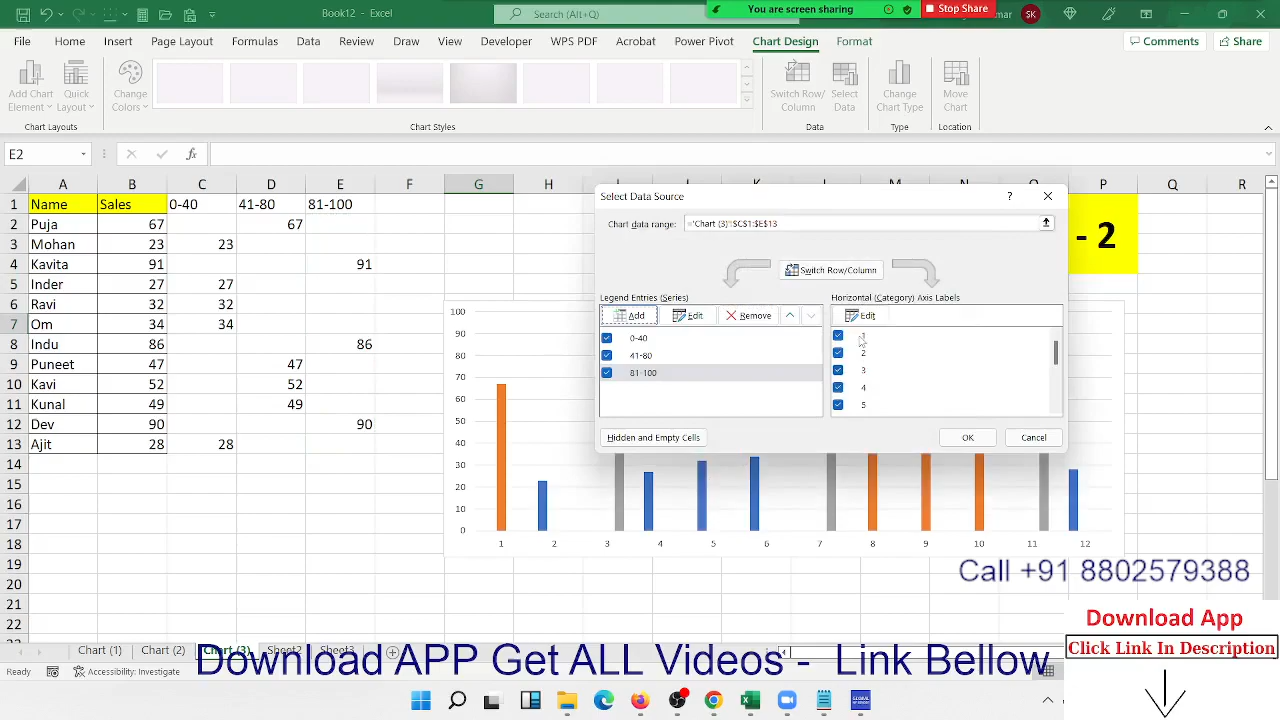 Book12 - Excel
Search (Alt+Q)
You are screen sharing
Stop Share
mar
SK
File Home Insert Page Layout Formulas Data Review Draw View Developer WPS PDF Acrobat Power Pivot Chart Design Format
Comments
Share
Add Chart Element
Quick Layout
Change Colors
Switch Row/ Column
Select Data
Change Chart Type
Move Chart
Chart Layouts
Chart Styles
Data
Type
Location
E2
fx
A B C D E F G H P Q R
1 Name Sales 0-40 41-80 81-100
2 Puja 67 67
3 Mohan 23 23
4 Kavita 91 91
5 Inder 27 27
6 Ravi 32 32
7 Om 34 34
8 Indu 86 86
9 Puneet 47 47
10 Kavi 52 52
11 Kunal 49 49
12 Dev 90 90
13 Ajit 28 28
14
15
16
17
18
19
20
21
22
- 2
Select Data Source
?
Chart data range:
='Chart (3)'!$C$1:$E$13
Switch Row/Column
Legend Entries (Series)
Horizontal (Category) Axis Labels
Add
Edit
Remove
Edit
0-40
41-80
81-100
1
2
3
4
5
Hidden and Empty Cells
OK
Cancel
100
90
80
70
60
50
40
30
20
10
0
1 2 3 4 5 6 7 8 9 10 11 12
Call +91 8802579388
Download App
Click Link In Description
Chart (1) Chart (2) Chart (3) Sheet2 Sheet3
Download APP Get ALL Videos - Link Bellow
Ready
Accessibility: Investigate